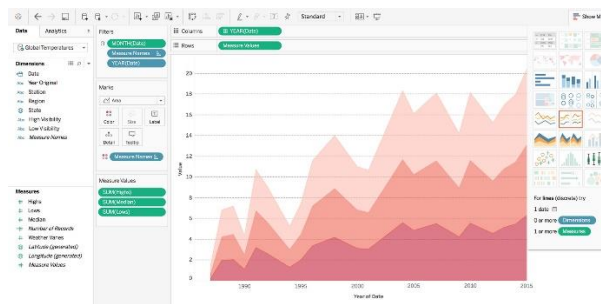 Standard
Show M
Data
Analytics
Global Temperatures
Dimensions
Date
Year Original
Station
Region
State
High Visibility
Low Visibility
Measure Names
Measures
Highs
Lows
Median
Number of Records
Weather Vanes
Latitude (generated)
Longitude (generated)
Measure Values
Filters
MONTH(Date)
Measure Names
YEAR(Date)
Marks
Area
Color
Size
Label
Detail
Tooltip
Measure Names
Measure Values
SUM(Highs)
SUM(Median)
SUM(Lows)
Columns
YEAR(Date)
Rows
Measure Values
20
18
16
14
12
10
8
6
4
2
0
Value
1990
1995
2000
2005
2010
2015
Year of Date
For lines (discrete) try
1 date
0 or more Dimensions
1 or more Measures